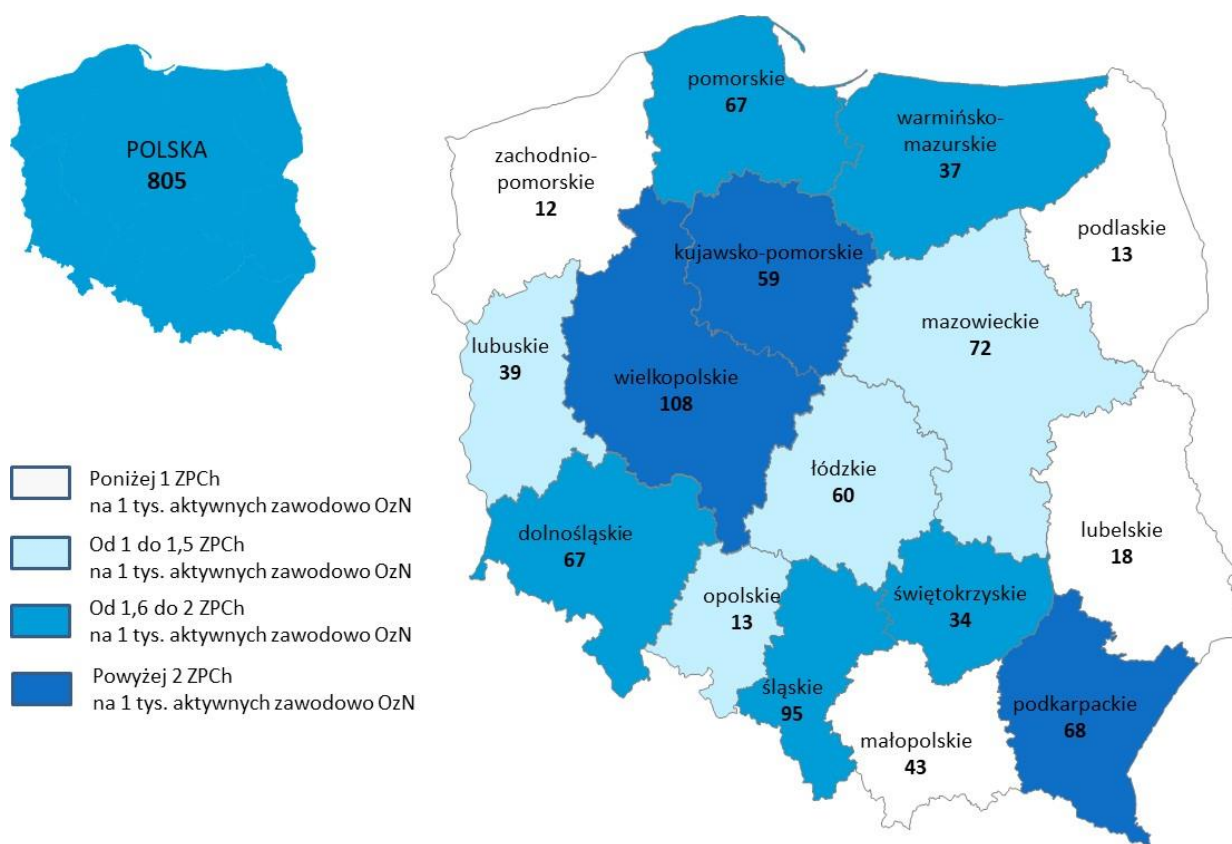 POLSKA
805
pomorskie
67
warmińsko-
mazurskie
37
zachodnio-
pomorskie
12
podlaskie
13
kujawsko-pomorskie
59
mazowieckie
72
lubuskie
39
wielkopolskie
108
łódzkie
60
dolnośląskie
67
lubelskie
18
opolskie
13
świętokrzyskie
34
śląskie
95
podkarpackie
68
małopolskie
43
Poniżej 1 ZPCh
na 1 tys. aktywnych zawodowo OzN
Od 1 do 1,5 ZPCh
na 1 tys. aktywnych zawodowo OzN
Od 1,6 do 2 ZPCh
na 1 tys. aktywnych zawodowo OzN
Powyżej 2 ZPCh
na 1 tys. aktywnych zawodowo OzN